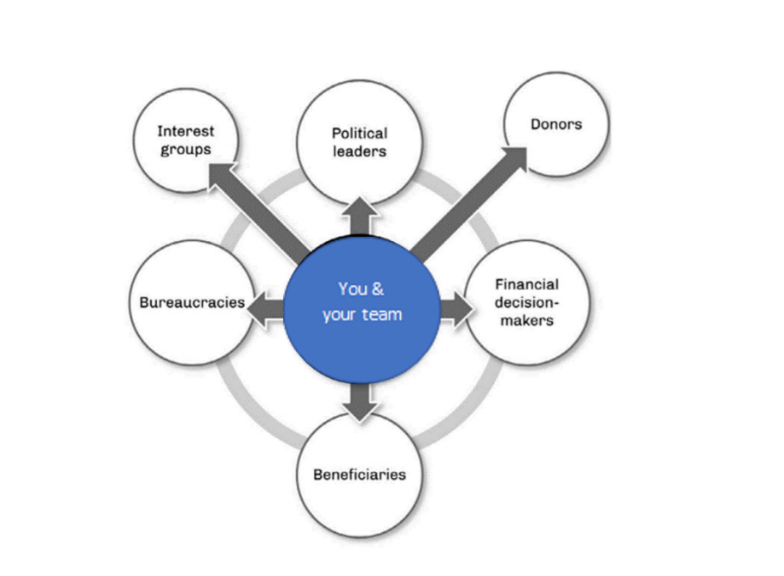 Interest
groups
Political
leaders
Donors
Bureaucracies
You &
your team
Financial
decision-
makers
Beneficiaries